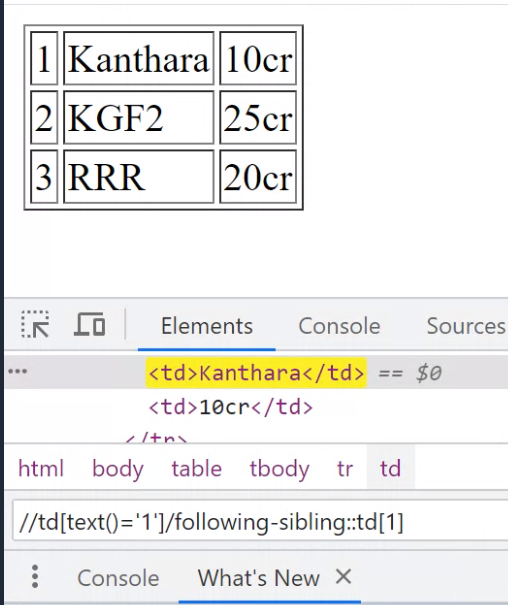 1 Kanthara 10cr
2 KGF2 25cr
3 RRR 20cr
Elements Console Sources
<td>Kanthara</td> == $0
<td>10cr</td>
</tr>
html body table tbody tr td
//td[text()='1']/following-sibling::td[1]
Console What's New